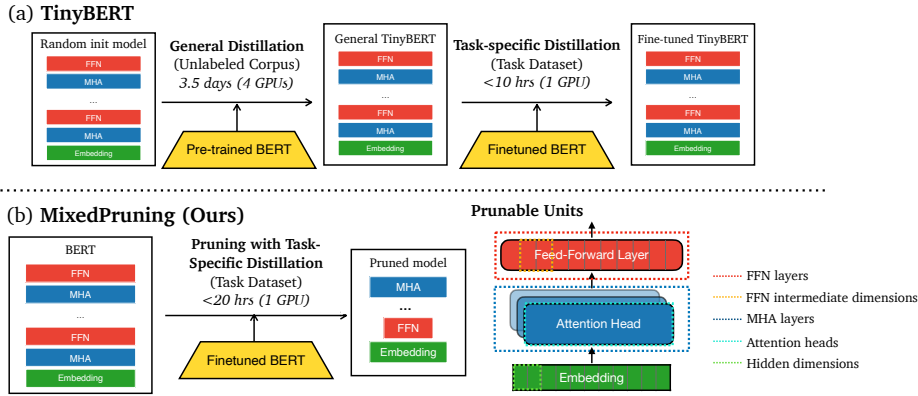 (a) TinyBERT
Random init model
FFN
MHA
...
FFN
MHA
Embedding
General Distillation
(Unlabeled Corpus)
3.5 days (4 GPUs)
Pre-trained BERT
General TinyBERT
FFN
MHA
...
FFN
MHA
Embedding
Task-specific Distillation
(Task Dataset)
<10 hrs (1 GPU)
Finetuned BERT
Fine-tuned TinyBERT
FFN
MHA
...
FFN
MHA
Embedding
(b) MixedPruning (Ours)
BERT
FFN
MHA
...
FFN
MHA
Embedding
Pruning with Task-
Specific Distillation
(Task Dataset)
<20 hrs (1 GPU)
Finetuned BERT
Pruned model
MHA
...
FFN
Embedding
Prunable Units
Feed-Forward Layer
Attention Head
Embedding
FFN layers
FFN intermediate dimensions
MHA layers
Attention heads
Hidden dimensions